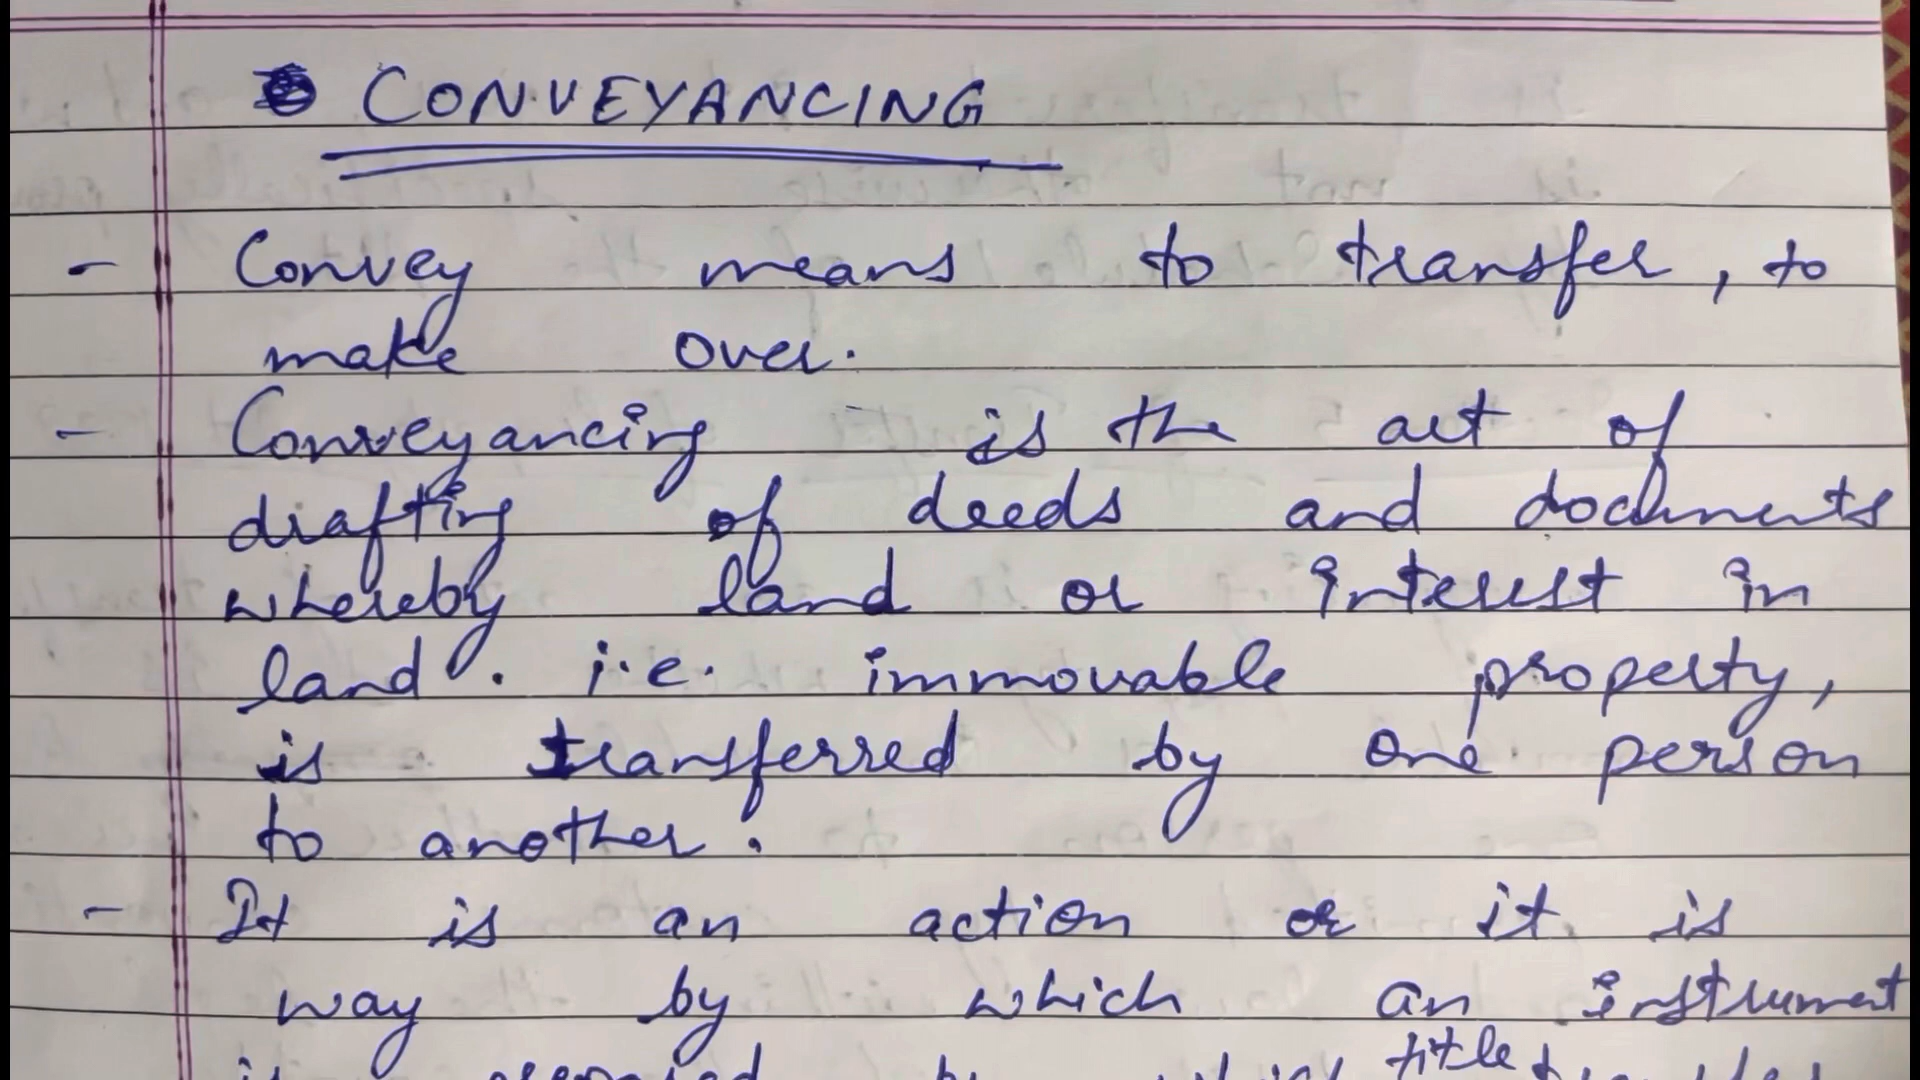 CONVEYANCING
- Convey means to transfer, to
make over.
- Conveyancing is the act of
drafting of deeds and documents
whereby land or interest in
land. i.e. immovable property,
is transferred by one person
to another.
- It is an action or it is
way by which an instrument
title